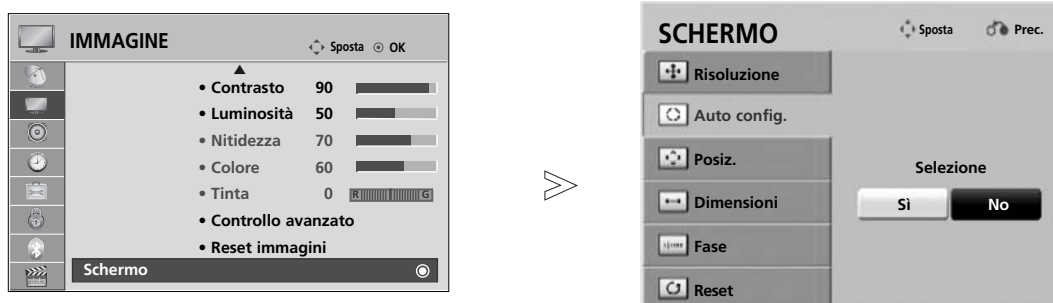 IMMAGINE
Sposta OK
• Contrasto 90
• Luminosità 50
• Nitidezza 70
• Colore 60
• Tinta 0 R G
• Controllo avanzato
• Reset immagini
Schermo
SCHERMO
Sposta Prec.
Risoluzione
Auto config.
Posiz.
Dimensioni
Fase
Reset
Selezione
Sì No